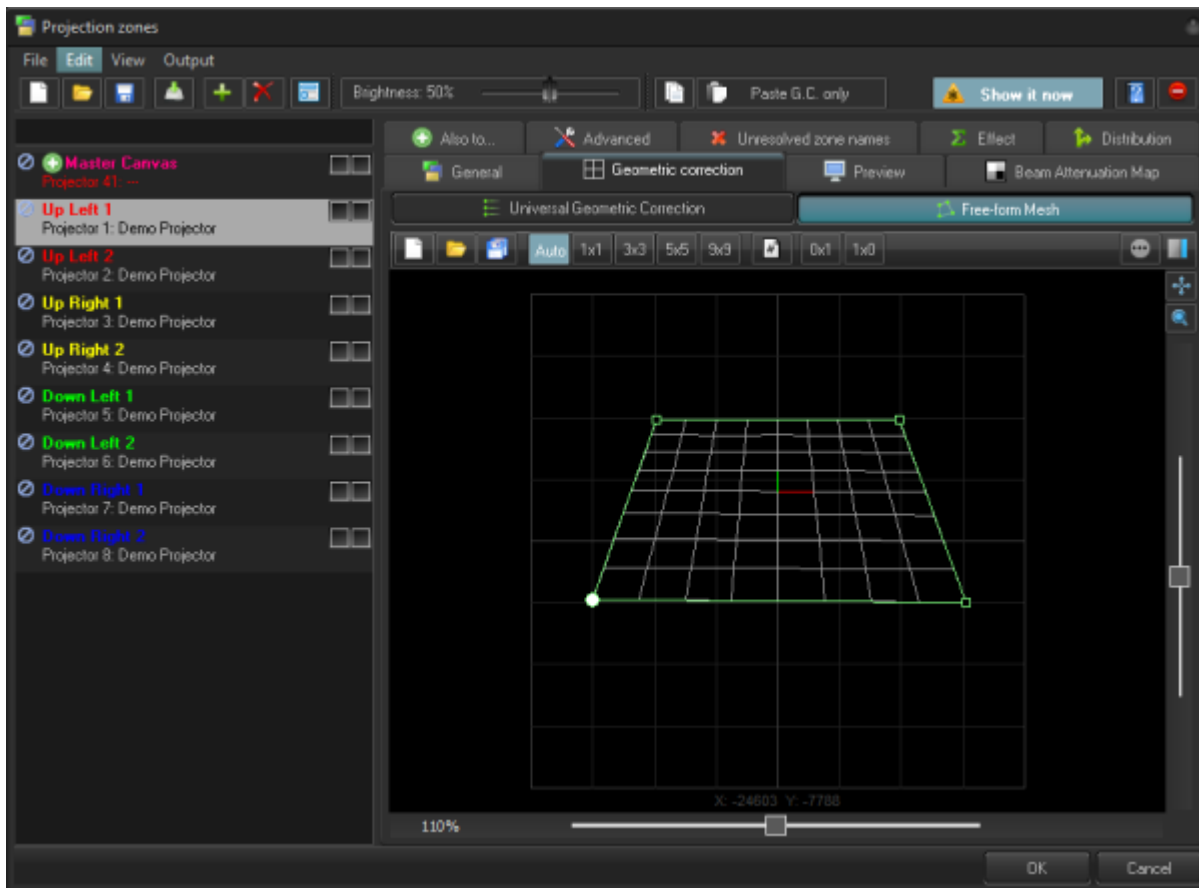 Projection zones
File Edit View Output
Brightness: 50% Paste G.C. only Show it now
Also to... Advanced Unresolved zone names Effect Distribution
General Geometric correction Preview Beam Attenuation Map
Universal Geometric Correction Free-form Mesh
Auto 1x1 3x3 5x5 9x9 0x1 1x0
Master Canvas
Projector 41: ---
Up Left 1
Projector 1: Demo Projector
Up Left 2
Projector 2: Demo Projector
Up Right 1
Projector 3: Demo Projector
Up Right 2
Projector 4: Demo Projector
Down Left 1
Projector 5: Demo Projector
Down Left 2
Projector 6: Demo Projector
Down Right 1
Projector 7: Demo Projector
Down Right 2
Projector 8: Demo Projector
X: -24603 Y: -7788
110%
OK Cancel